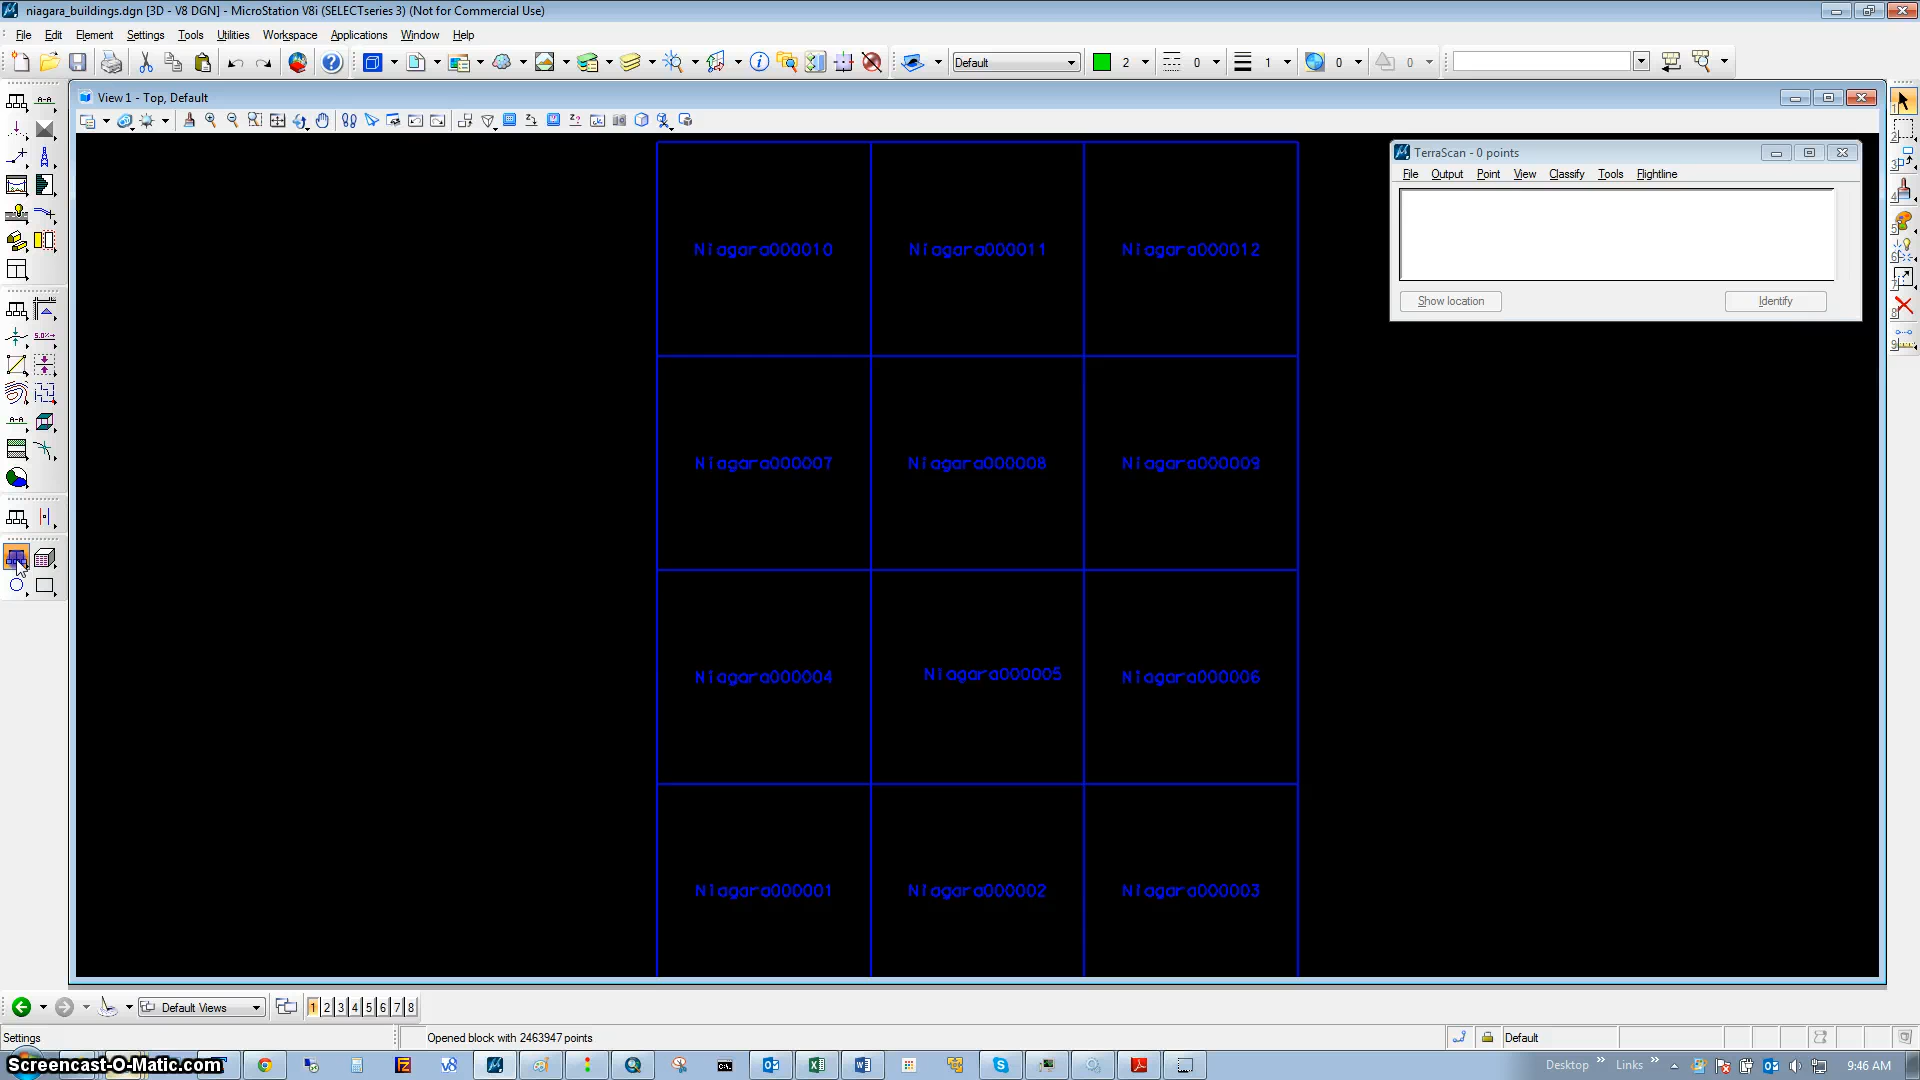 niagara_buildings.dgn [3D - V8 DGN] - MicroStation V8i (SELECTseries 3) (Not for Commercial Use)
File Edit Element Settings Tools Utilities Workspace Applications Window Help
Default 2 0 1 0 0
View 1 - Top, Default
TerraScan - 0 points
File Output Point View Classify Tools Flightline
Show location Identify
Niagara000010 Niagara000011 Niagara000012
Niagara000007 Niagara000008 Niagara000009
Niagara000004 Niagara000005 Niagara000006
Niagara000001 Niagara000002 Niagara000003
Default Views 1 2 3 4 5 6 7 8
Settings Opened block with 2463947 points Default
Screencast-O-Matic.com Desktop Links 9:46 AM